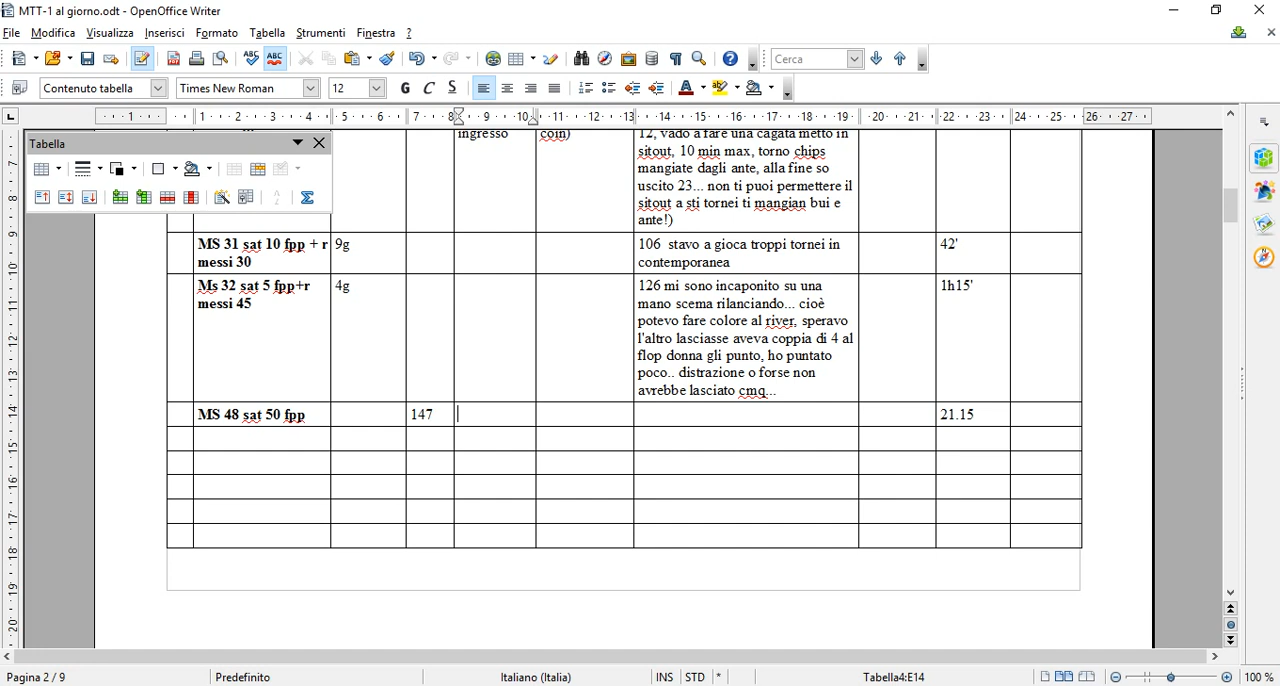 MTT-1 al giorno.odt - OpenOffice Writer
File Modifica Visualizza Inserisci Formato Tabella Strumenti Finestra ?
Cerca
Contenuto tabella Times New Roman 12 G C S
Tabella
ingresso
coin)
12, vado a fare una cagata metto in
sitout, 10 min max, torno chips
mangiate dagli ante, alla fine so
uscito 23... non ti puoi permettere il
sitout a sti tornei ti mangian bui e
ante!)
MS 31 sat 10 fpp + r
messi 30
9g
106 stavo a gioca troppi tornei in
contemporanea
42'
Ms 32 sat 5 fpp+r
messi 45
4g
126 mi sono incaponito su una
mano scema rilanciando... cioè
potevo fare colore al river, speravo
l'altro lasciasse aveva coppia di 4 al
flop donna gli punto, ho puntato
poco.. distrazione o forse non
avrebbe lasciato cmq...
1h15'
MS 48 sat 50 fpp
147
21.15
Pagina 2 / 9 Predefinito Italiano (Italia) INS STD * Tabella4:E14 100 %